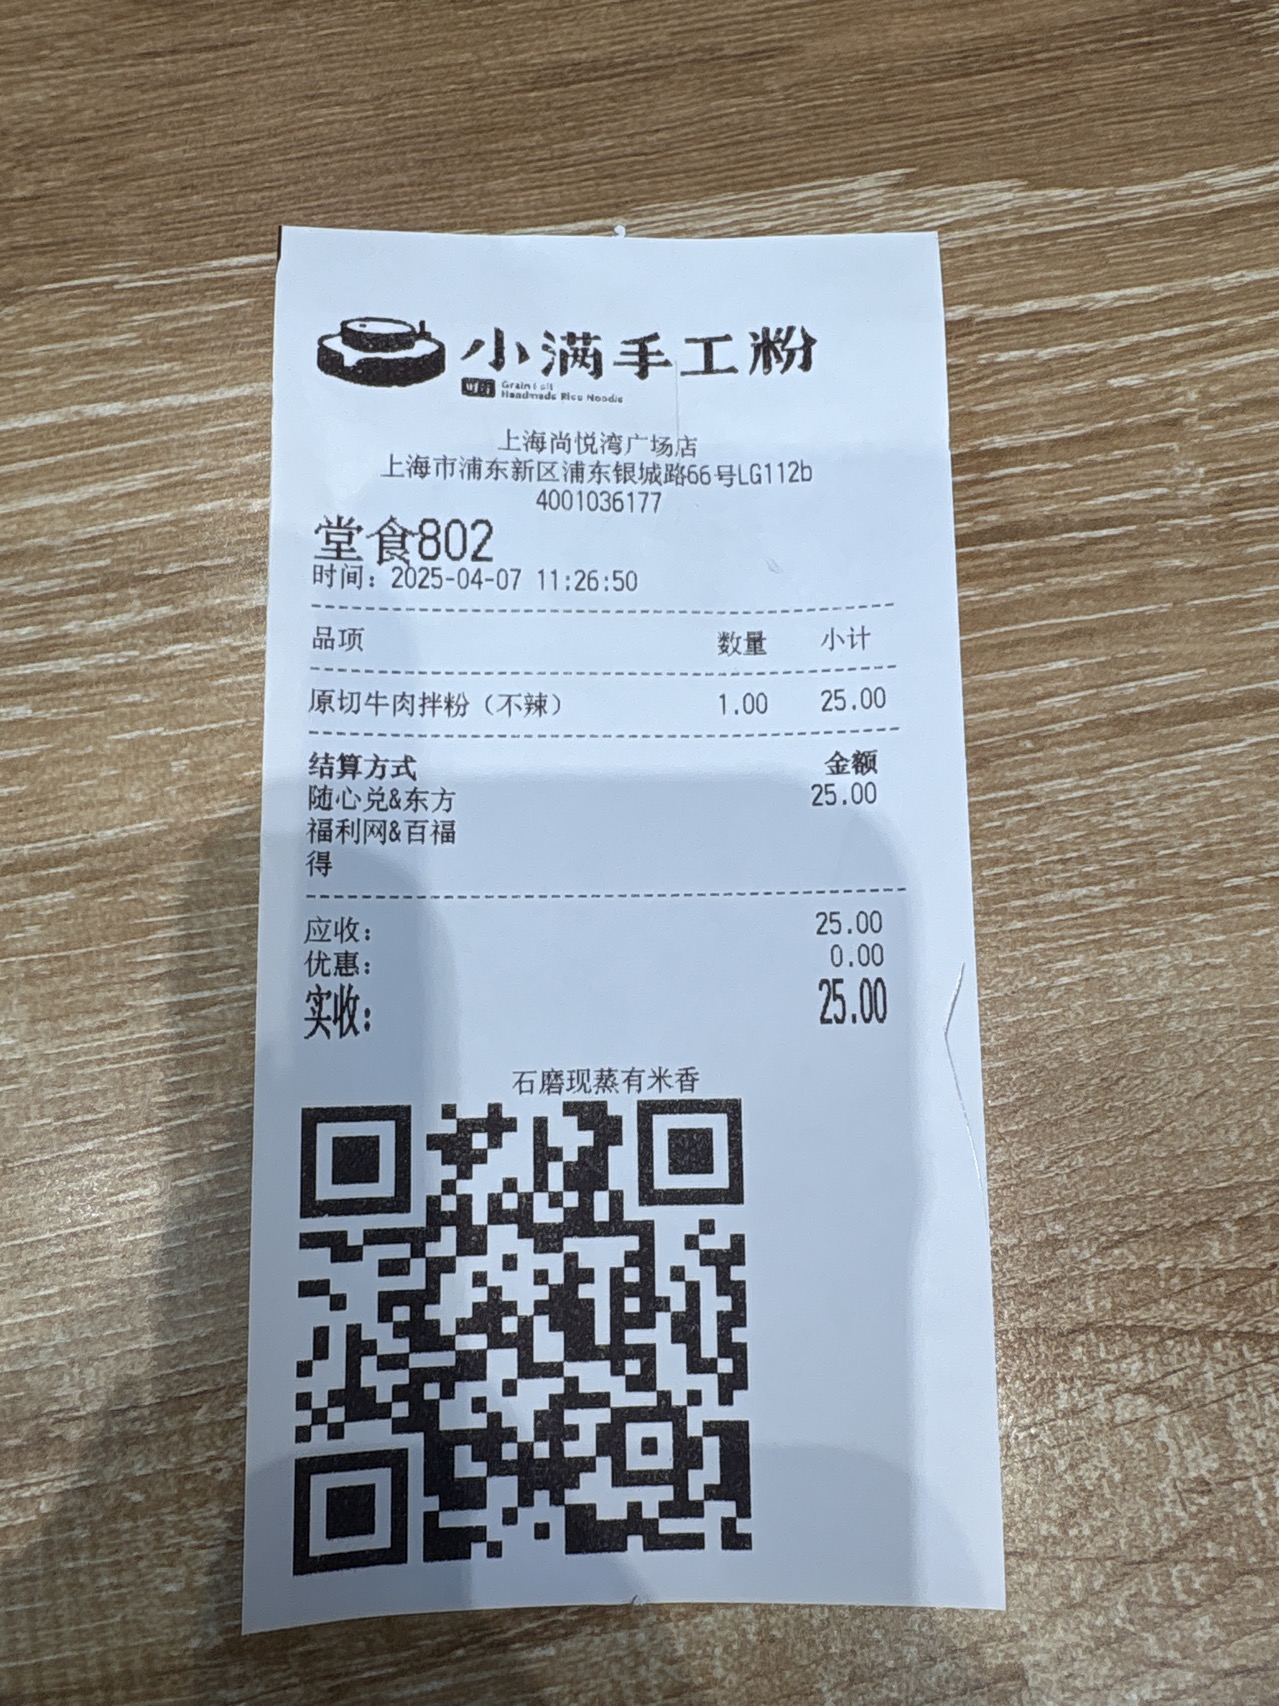 小满手工粉
Handmade Rice Noodle
上海尚悦湾广场店
上海市浦东新区浦东银城路66号LG112b
4001036177
堂食802
时间：2025-04-07 11:26:50
品项 数量 小计
原切牛肉拌粉（不辣） 1.00 25.00
结算方式 金额
随心兑&东方 25.00
福利网&百福
得
应收： 25.00
优惠： 0.00
实收： 25.00
石磨现蒸有米香